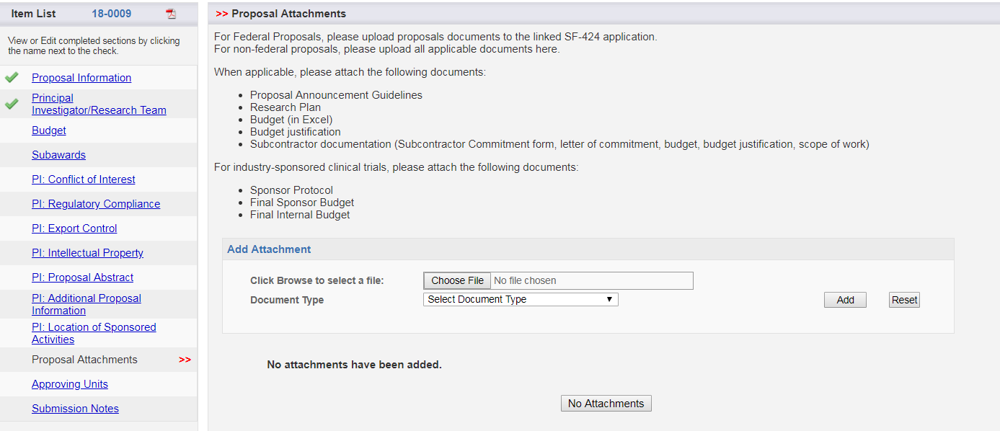 Item List 18-0009
View or Edit completed sections by clicking
the name next to the check.
Proposal Information
Principal
Investigator/Research Team
Budget
Subawards
PI: Conflict of Interest
PI: Regulatory Compliance
PI: Export Control
PI: Intellectual Property
PI: Proposal Abstract
PI: Additional Proposal
Information
PI: Location of Sponsored
Activities
Proposal Attachments >>
Approving Units
Submission Notes
>> Proposal Attachments
For Federal Proposals, please upload proposals documents to the linked SF-424 application.
For non-federal proposals, please upload all applicable documents here.
When applicable, please attach the following documents:
• Proposal Announcement Guidelines
• Research Plan
• Budget (in Excel)
• Budget justification
• Subcontractor documentation (Subcontractor Commitment form, letter of commitment, budget, budget justification, scope of work)
For industry-sponsored clinical trials, please attach the following documents:
• Sponsor Protocol
• Final Sponsor Budget
• Final Internal Budget
Add Attachment
Click Browse to select a file: Choose File No file chosen
Document Type Select Document Type Add Reset
No attachments have been added.
No Attachments